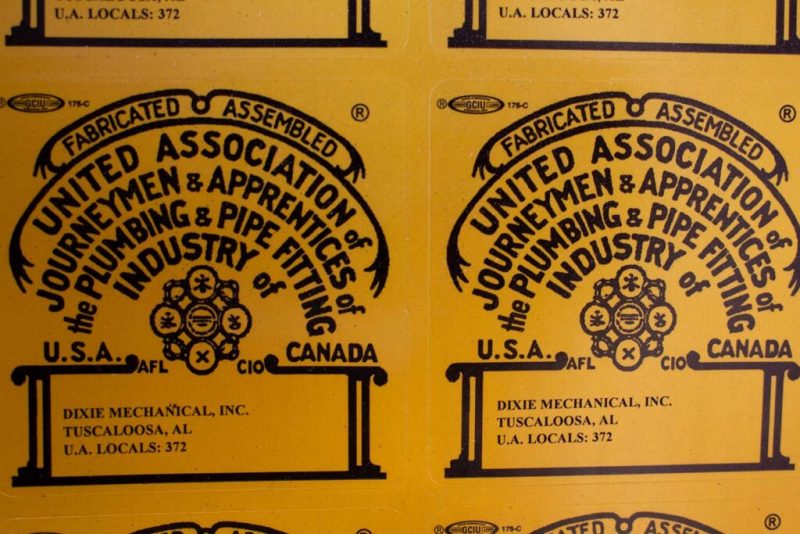 U.A. LOCALS: 372
U.A. LOCALS: 372
® GCIU 175-C
®
FABRICATED ASSEMBLED
UNITED ASSOCIATION of
JOURNEYMEN & APPRENTICES of
the PLUMBING & PIPE FITTING
INDUSTRY of
U.S.A. AFL CIO CANADA
DIXIE MECHANICAL, INC.
TUSCALOOSA, AL
U.A. LOCALS: 372
® GCIU 175-C
®
FABRICATED ASSEMBLED
UNITED ASSOCIATION of
JOURNEYMEN & APPRENTICES of
the PLUMBING & PIPE FITTING
INDUSTRY of
U.S.A. AFL CIO CANADA
DIXIE MECHANICAL, INC.
TUSCALOOSA, AL
U.A. LOCALS: 372
®
® GCIU 175-C
®